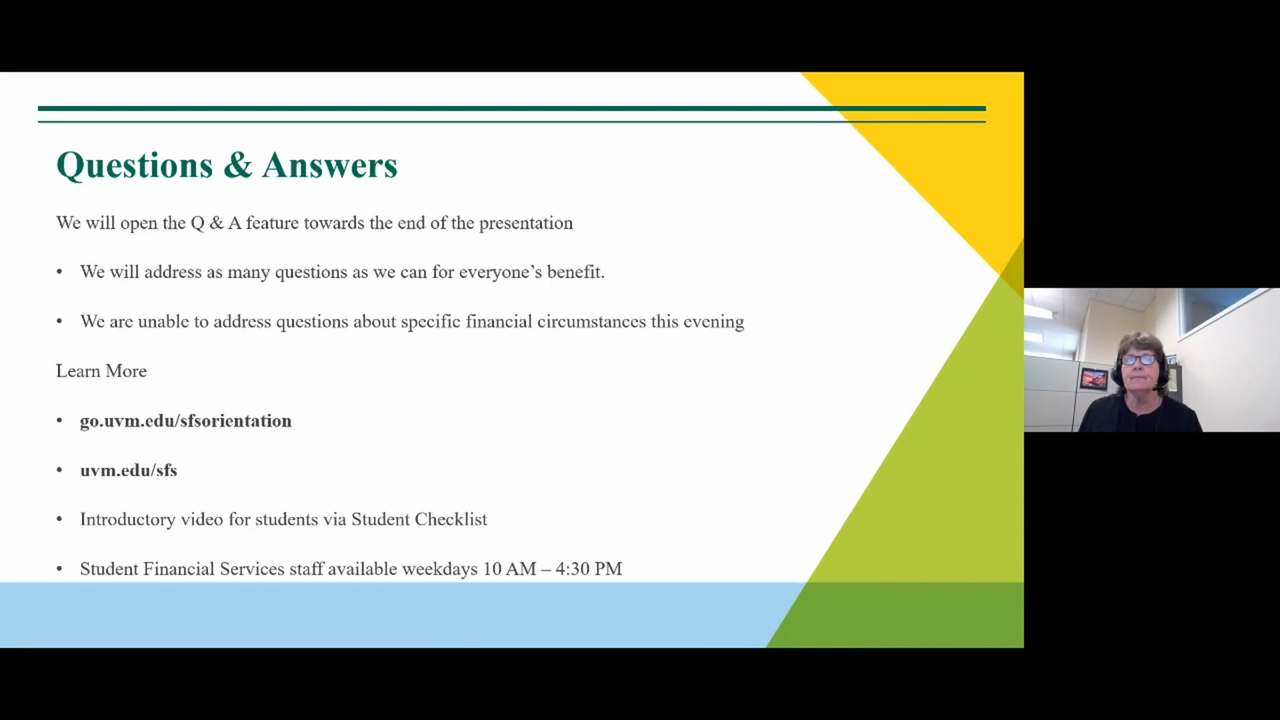 Questions & Answers
We will open the Q & A feature towards the end of the presentation
• We will address as many questions as we can for everyone’s benefit.
• We are unable to address questions about specific financial circumstances this evening
Learn More
• go.uvm.edu/sfsorientation
• uvm.edu/sfs
• Introductory video for students via Student Checklist
• Student Financial Services staff available weekdays 10 AM – 4:30 PM